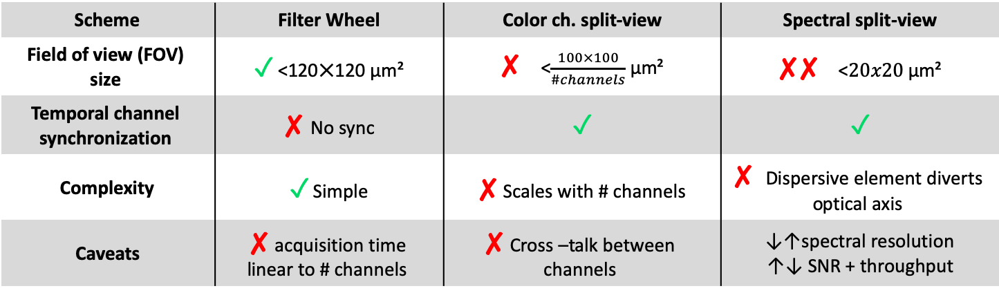 Scheme
Filter Wheel
Color ch. split-view
Spectral split-view
Field of view (FOV)
size
✓ <120×120 µm²
✗ <100×100/#channels µm²
✗✗ <20x20 µm²
Temporal channel
synchronization
✗ No sync
✓
✓
Complexity
✓ Simple
✗ Scales with # channels
✗ Dispersive element diverts
optical axis
Caveats
✗ acquisition time
linear to # channels
✗ Cross –talk between
channels
↓↑spectral resolution
↑↓ SNR + throughput